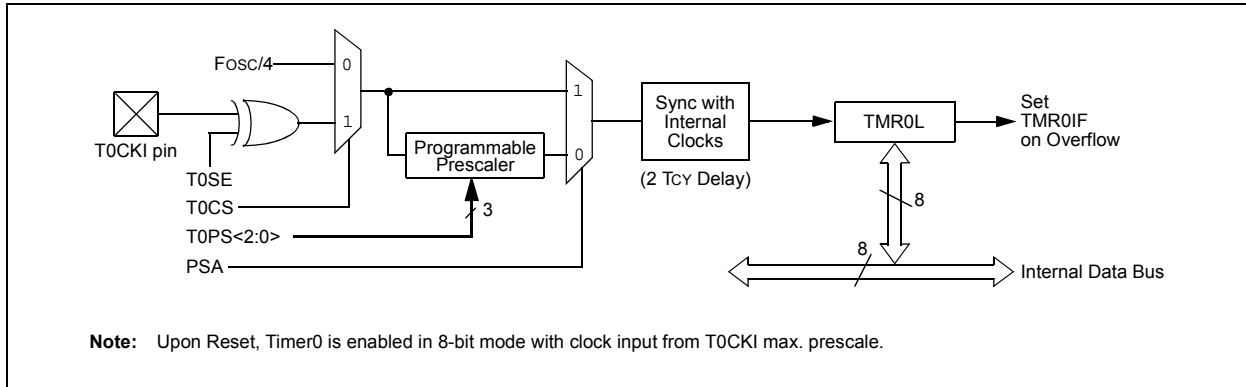 FOSC/4
0
1
T0CKI pin
T0SE
T0CS
T0PS<2:0>
PSA
Programmable
Prescaler
3
1
0
Sync with
Internal
Clocks
(2 TCY Delay)
TMR0L
Set
TMR0IF
on Overflow
8
8
Internal Data Bus
Note: Upon Reset, Timer0 is enabled in 8-bit mode with clock input from T0CKI max. prescale.